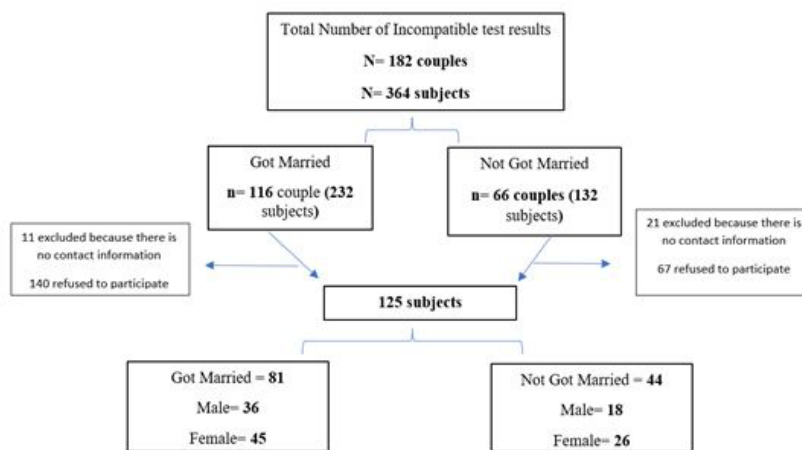 Total Number of Incompatible test results
N= 182 couples
N= 364 subjects
Got Married
n= 116 couple (232
subjects)
Not Got Married
n= 66 couples (132
subjects)
11 excluded because there is
no contact information
140 refused to participate
21 excluded because there is
no contact information
67 refused to participate
125 subjects
Got Married = 81
Male= 36
Female= 45
Not Got Married = 44
Male= 18
Female= 26